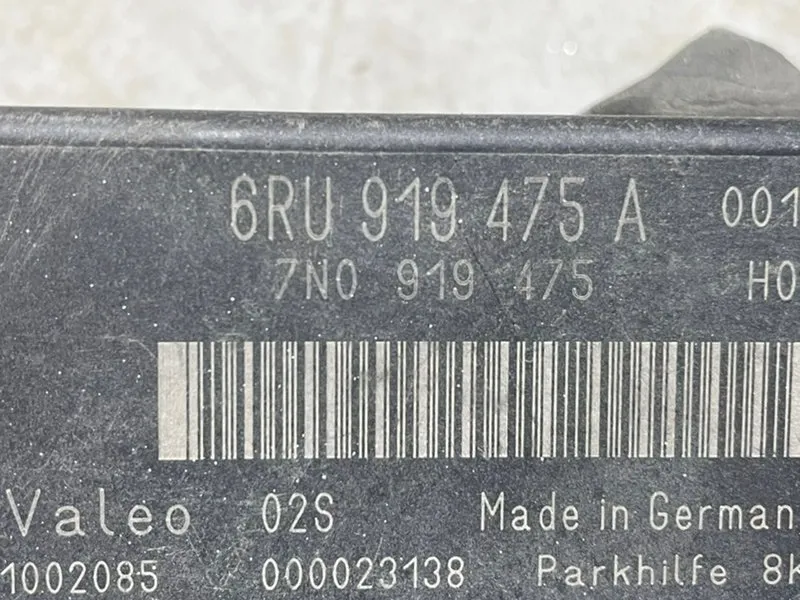 6RU 919 475 A 001
7N0 919 475 H0
Valeo 02S Made in German
1002085 000023138 Parkhilfe 8K